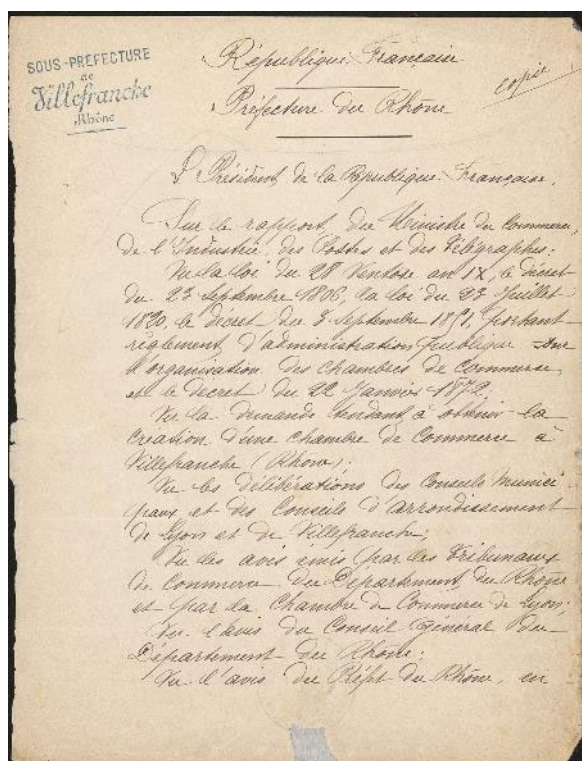 SOUS-PRÉFECTURE
de
Villefranche
Rhône
République Française
copie
Préfecture du Rhône
Le Président de la République Française,
Sur le rapport du Ministre du Commerce,
de l'Industrie, des Postes et des Télégraphes;
Vu la loi du 28 Ventose an IX, le décret
du 23 Septembre 1806, la loi du 23 Juillet
1820, le décret du 3 Septembre 1851, portant
règlement d'administration publique sur
l'organisation des chambres de Commerce,
et le décret du 22 Janvier 1872,
Vu la demande tendant à obtenir la
création d'une chambre de Commerce à
Villefranche (Rhône);
Vu les délibérations des Conseils Munici-
paux et des Conseils d'arrondissement
de Lyon et de Villefranche;
Vu les avis émis par les Tribunaux
de Commerce du Département du Rhône
et par la Chambre de Commerce de Lyon;
Vu l'avis du Conseil Général du
Département du Rhône;
Vu l'avis du Préfet du Rhône, en